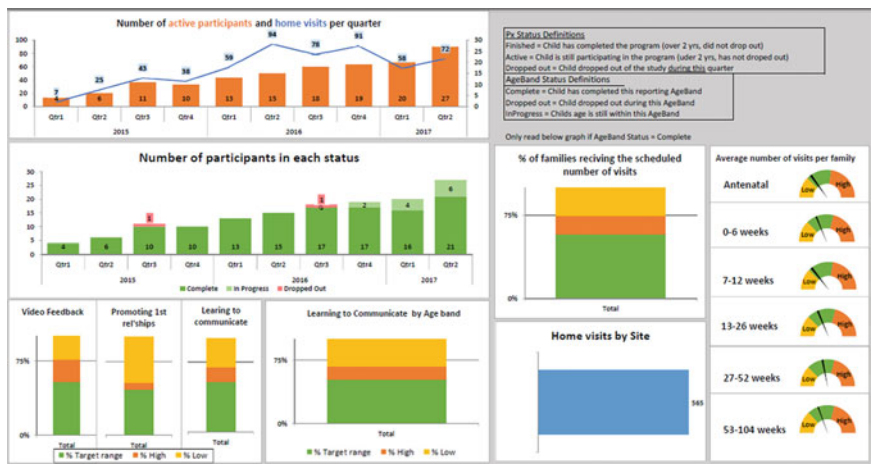 Number of active participants and home visits per quarter
100
80
60
40
20
0
30
25
20
15
10
5
0
7 25 45 38 59 94 78 91 58 72
4 6 11 10 13 15 18 19 20 27
Qtr1 Qtr2 Qtr3 Qtr4 Qtr1 Qtr2 Qtr3 Qtr4 Qtr1 Qtr2
2015 2016 2017
Px Status Definitions
Finished = Child has completed the program (over 2 yrs, did not drop out)
Active = Child is still participating in the program (uder 2 yrs, has not droped out)
Dropped out = Child dropped out of the study during this quarter
AgeBand Status Definitions
Complete = Child has completed this reporting AgeBand
Dropped out = Child dropped out during this AgeBand
InProgress = Childs age is still within this AgeBand
Only read below graph if AgeBand Status = Complete
Number of participants in each status
30
25
20
15
10
5
0
1 1 2 4 6
4 6 10 10 13 15 17 17 16 21
Qtr1 Qtr2 Qtr3 Qtr4 Qtr1 Qtr2 Qtr3 Qtr4 Qtr1 Qtr2
2015 2016 2017
Complete In Progress Dropped Out
% of families reciving the scheduled
number of visits
75%
0%
Total
Average number of visits per family
Antenatal Low High
0-6 weeks Low High
7-12 weeks Low High
13-26 weeks Low High
27-52 weeks Low High
53-104 weeks Low High
Video Feedback
75%
0%
Total
Promoting 1st
rel'ships
Total
Learing to
communicate
Total
% Target range % High % Low
Learning to Communicate by Age band
75%
0%
Total
% Target range % High % Low
Home visits by Site
565